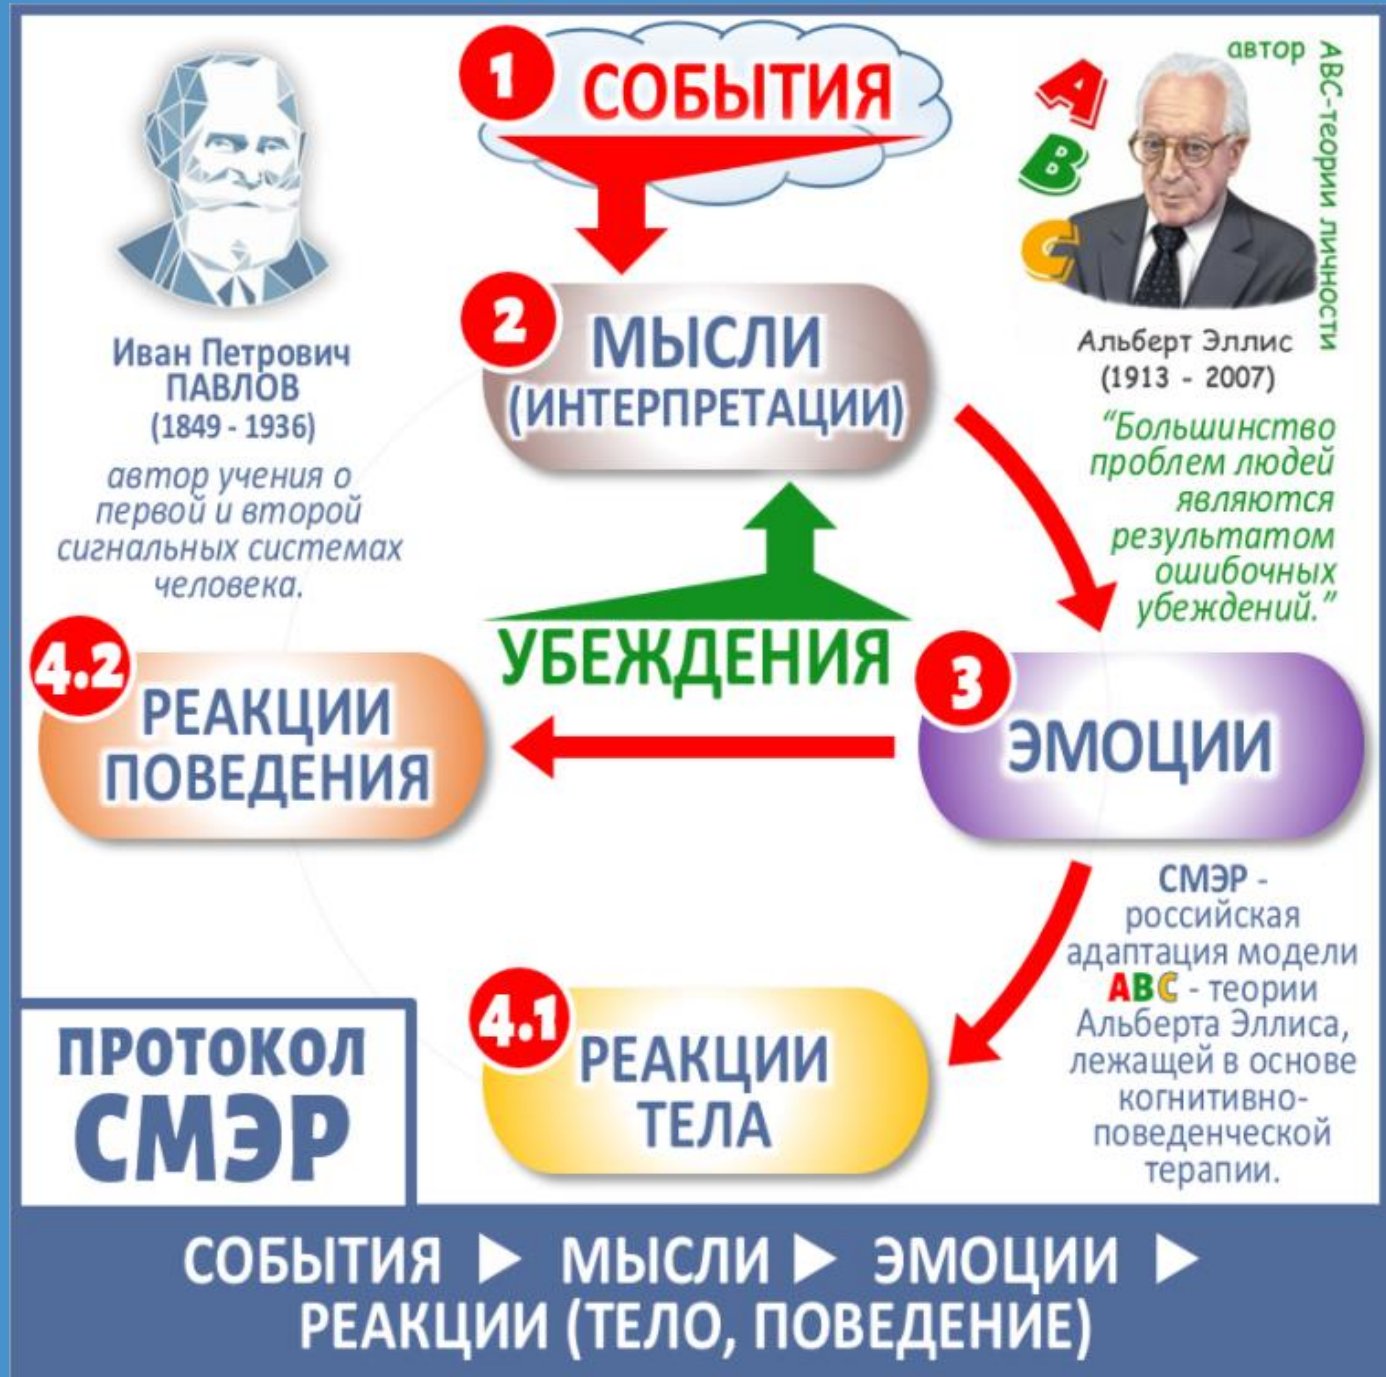 1
СОБЫТИЯ
автор
АВС-теории личности
A
B
C
Иван Петрович
ПАВЛОВ
(1849 - 1936)
автор учения о
первой и второй
сигнальных системах
человека.
2
МЫСЛИ
(ИНТЕРПРЕТАЦИИ)
Альберт Эллис
(1913 - 2007)
“Большинство
проблем людей
являются
результатом
ошибочных
убеждений.”
УБЕЖДЕНИЯ
4.2
РЕАКЦИИ
ПОВЕДЕНИЯ
3
ЭМОЦИИ
4.1
РЕАКЦИИ
ТЕЛА
СМЭР -
российская
адаптация модели
АВС - теории
Альберта Эллиса,
лежащей в основе
когнитивно-
поведенческой
терапии.
ПРОТОКОЛ
СМЭР
СОБЫТИЯ ▶ МЫСЛИ ▶ ЭМОЦИИ ▶
РЕАКЦИИ (ТЕЛО, ПОВЕДЕНИЕ)